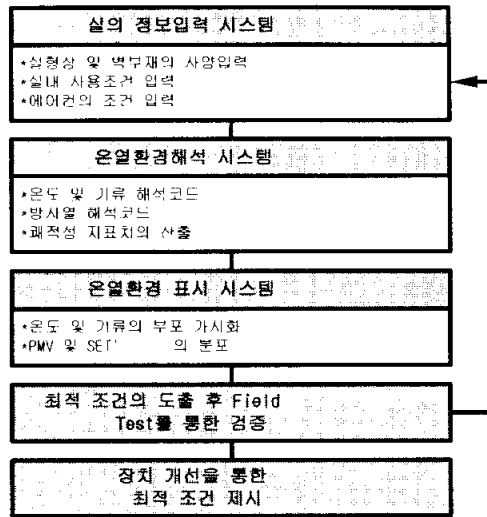 실의 정보입력 시스템
*실형상 및 벽부재의 사양입력
*실내 사용조건 입력
*에어컨의 조건 입력
온열환경해석 시스템
*온도 및 기류 해석코드
*방사열 해석코드
*쾌적성 지표치의 산출
온열환경 표시 시스템
*온도 및 기류의 부포 가시화
*PMV 및 SET' 의 분포
최적 조건의 도출 후 Field
Test를 통한 검증
장치 개선을 통한
최적 조건 제시